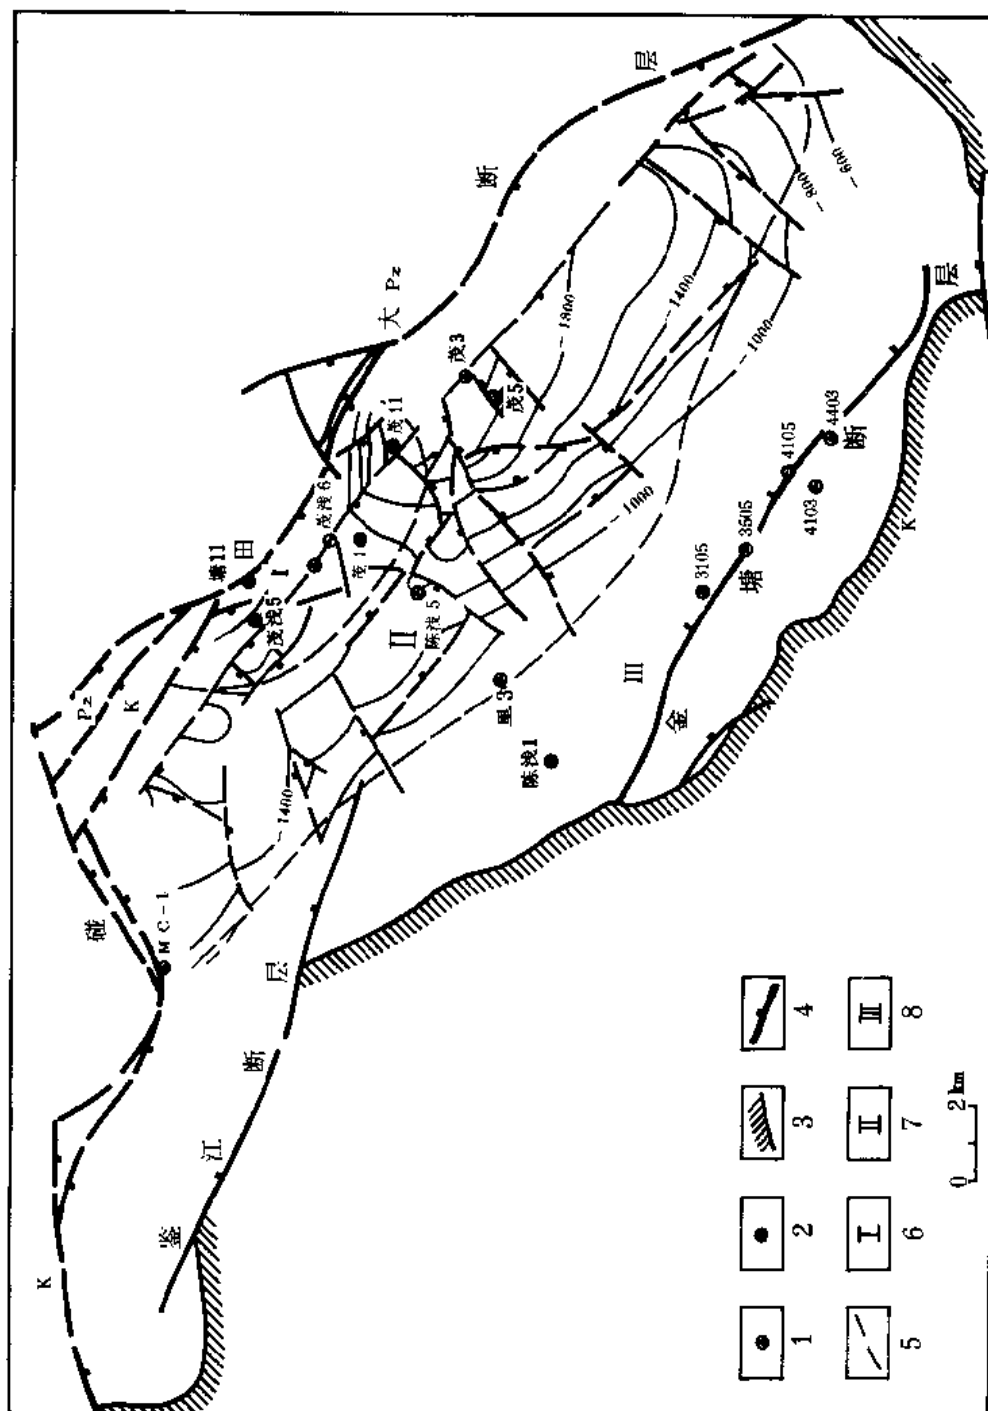 K
碰
Pz
K
塘11
田
大
Pz
断
层
茂浅5
I
茂浅6
茂1
茂11
茂3
茂5
II
陈浅5
里3
陈浅1
MC-1
-1400
-1800
-1400
-1000
-1000
-800
-600
鉴
江
断
层
III
金
塘
断
层
3105
3505
4105
4103
4403
K
1
2
3
4
5
I
6
II
7
III
8
0
2km